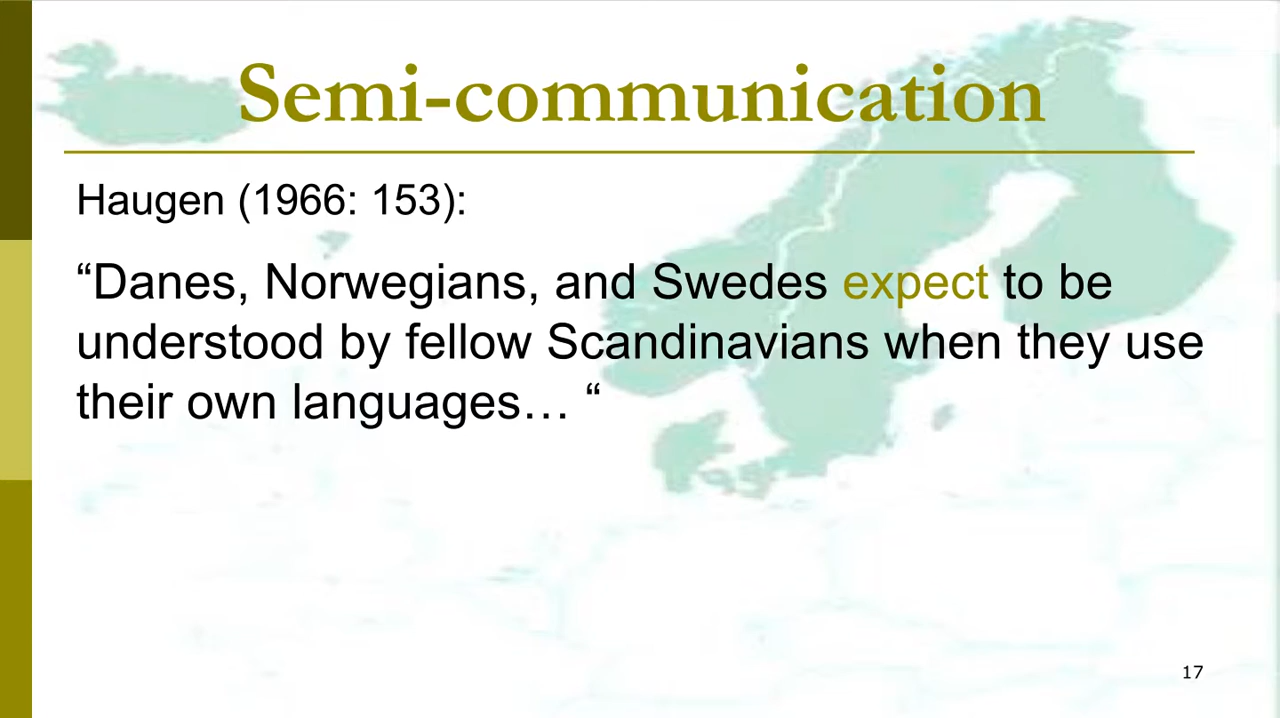 Semi-communication
Haugen (1966: 153):
“Danes, Norwegians, and Swedes expect to be
understood by fellow Scandinavians when they use
their own languages… “
17